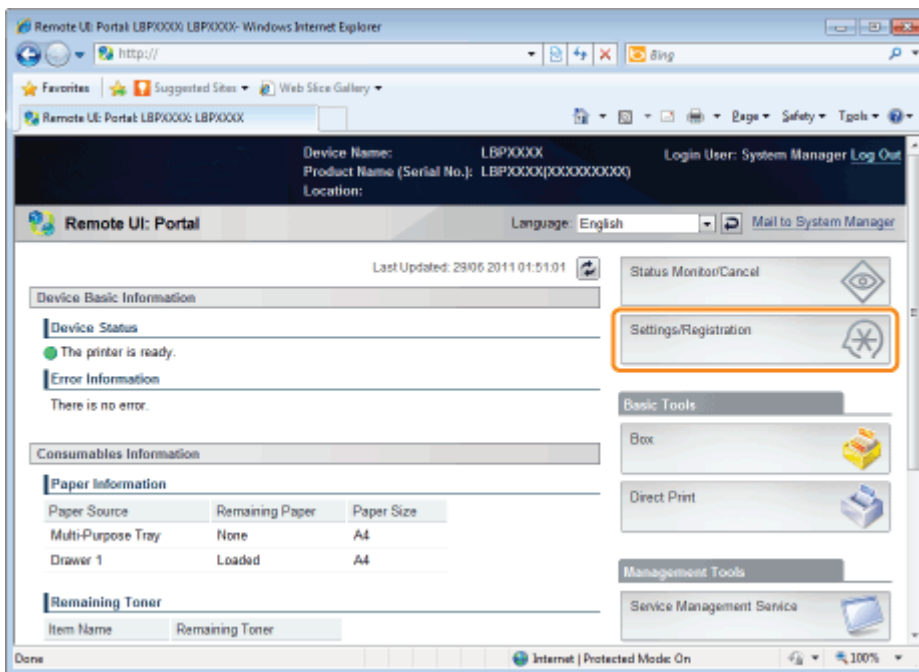 Remote UI: Portal: LBPXXXX: LBPXXXX- Windows Internet Explorer
http://
Bing
Favorites
Suggested Sites
Web Slice Gallery
Remote UI: Portal: LBPXXXX: LBPXXXX
Page
Safety
Tools
Device Name: LBPXXXX
Login User: System Manager Log Out
Product Name (Serial No.): LBPXXXX(XXXXXXXXX)
Location:
Remote UI: Portal
Language: English
Mail to System Manager
Last Updated: 29/06 2011 01:51:01
Status Monitor/Cancel
Device Basic Information
Device Status
Settings/Registration
The printer is ready.
Error Information
There is no error.
Basic Tools
Box
Consumables Information
Paper Information
Direct Print
Paper Source Remaining Paper Paper Size
Multi-Purpose Tray None A4
Drawer 1 Loaded A4
Management Tools
Remaining Toner
Service Management Service
Item Name Remaining Toner
Done
Internet | Protected Mode: On
100%